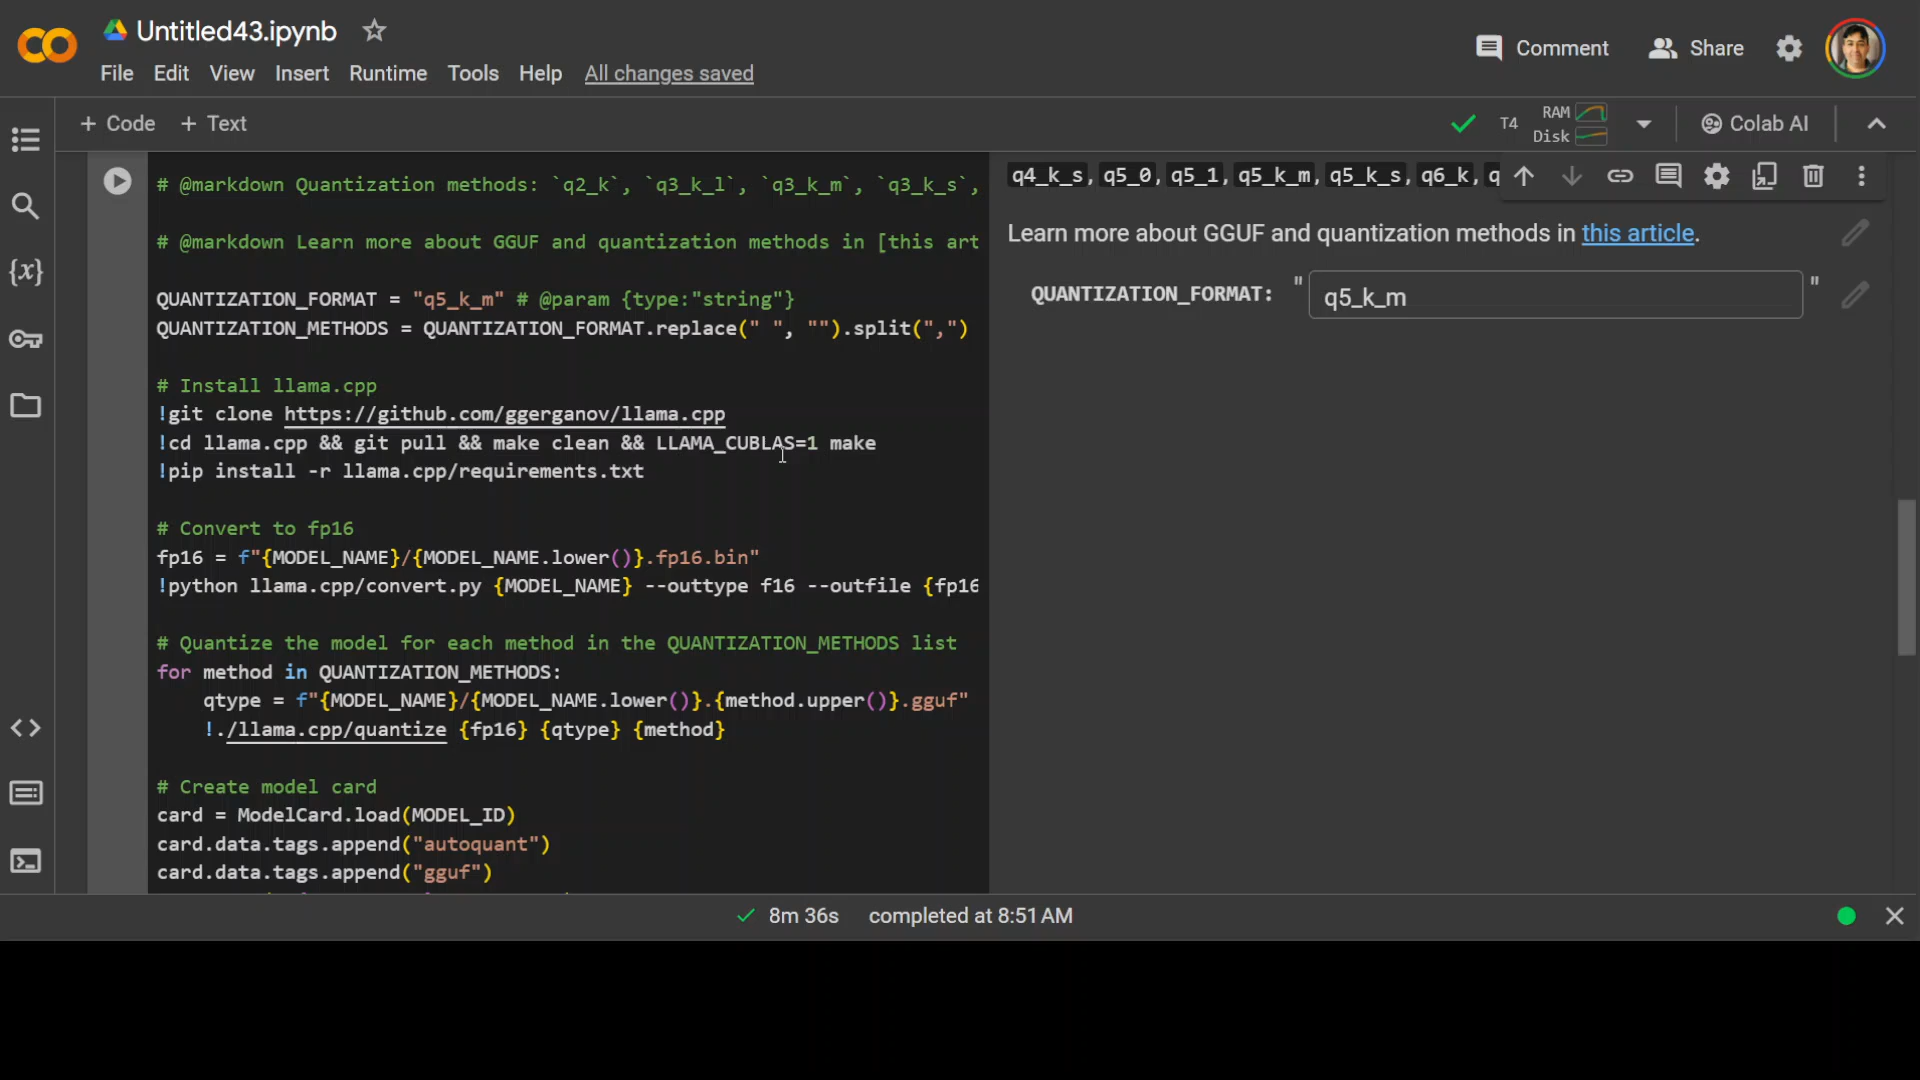 Untitled43.ipynb
File Edit View Insert Runtime Tools Help All changes saved
Comment Share
+ Code + Text
T4 RAM Disk Colab AI
# @markdown Quantization methods: `q2_k`, `q3_k_l`, `q3_k_m`, `q3_k_s`,
# @markdown Learn more about GGUF and quantization methods in [this art
QUANTIZATION_FORMAT = "q5_k_m" # @param {type:"string"}
QUANTIZATION_METHODS = QUANTIZATION_FORMAT.replace(" ", "").split(",")
# Install llama.cpp
!git clone https://github.com/ggerganov/llama.cpp
!cd llama.cpp && git pull && make clean && LLAMA_CUBLAS=1 make
!pip install -r llama.cpp/requirements.txt
# Convert to fp16
fp16 = f"{MODEL_NAME}/{MODEL_NAME.lower()}.fp16.bin"
!python llama.cpp/convert.py {MODEL_NAME} --outtype f16 --outfile {fp16
# Quantize the model for each method in the QUANTIZATION_METHODS list
for method in QUANTIZATION_METHODS:
qtype = f"{MODEL_NAME}/{MODEL_NAME.lower()}.{method.upper()}.gguf"
!./llama.cpp/quantize {fp16} {qtype} {method}
# Create model card
card = ModelCard.load(MODEL_ID)
card.data.tags.append("autoquant")
card.data.tags.append("gguf")
q4_k_s, q5_0, q5_1, q5_k_m, q5_k_s, q6_k, q
Learn more about GGUF and quantization methods in this article.
QUANTIZATION_FORMAT: " q5_k_m "
8m 36s completed at 8:51 AM